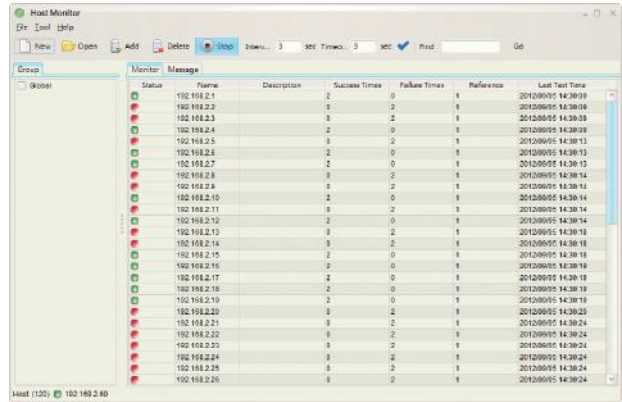 Host Monitor
File Tool Help
New Open Add Delete Stop Interv... 3 sec Timeo... 3 sec Find Go
Group
Monitor Message
Global
Status Name Description Success Times Failure Times Reference Last Test Time
192.168.2.1 2 0 1 2012/09/05 14:30:09
192.168.2.2 0 2 1 2012/09/05 14:30:09
192.168.2.3 0 2 1 2012/09/05 14:30:09
192.168.2.4 2 0 1 2012/09/05 14:30:09
192.168.2.5 0 2 1 2012/09/05 14:30:13
192.168.2.6 2 0 1 2012/09/05 14:30:13
192.168.2.7 2 0 1 2012/09/05 14:30:13
192.168.2.8 0 2 1 2012/09/05 14:30:14
192.168.2.9 0 2 1 2012/09/05 14:30:14
192.168.2.10 2 0 1 2012/09/05 14:30:14
192.168.2.11 0 2 1 2012/09/05 14:30:14
192.168.2.12 2 0 1 2012/09/05 14:30:14
192.168.2.13 0 2 1 2012/09/05 14:30:18
192.168.2.14 0 2 1 2012/09/05 14:30:18
192.168.2.15 2 0 1 2012/09/05 14:30:18
192.168.2.16 2 0 1 2012/09/05 14:30:19
192.168.2.17 2 0 1 2012/09/05 14:30:19
192.168.2.18 2 0 1 2012/09/05 14:30:19
192.168.2.19 2 0 1 2012/09/05 14:30:19
192.168.2.20 0 2 1 2012/09/05 14:30:20
192.168.2.21 0 2 1 2012/09/05 14:30:24
192.168.2.22 0 2 1 2012/09/05 14:30:24
192.168.2.23 0 2 1 2012/09/05 14:30:24
192.168.2.24 0 2 1 2012/09/05 14:30:24
192.168.2.25 0 2 1 2012/09/05 14:30:24
192.168.2.26 0 2 1 2012/09/05 14:30:24
Host (120) 192.168.2.60